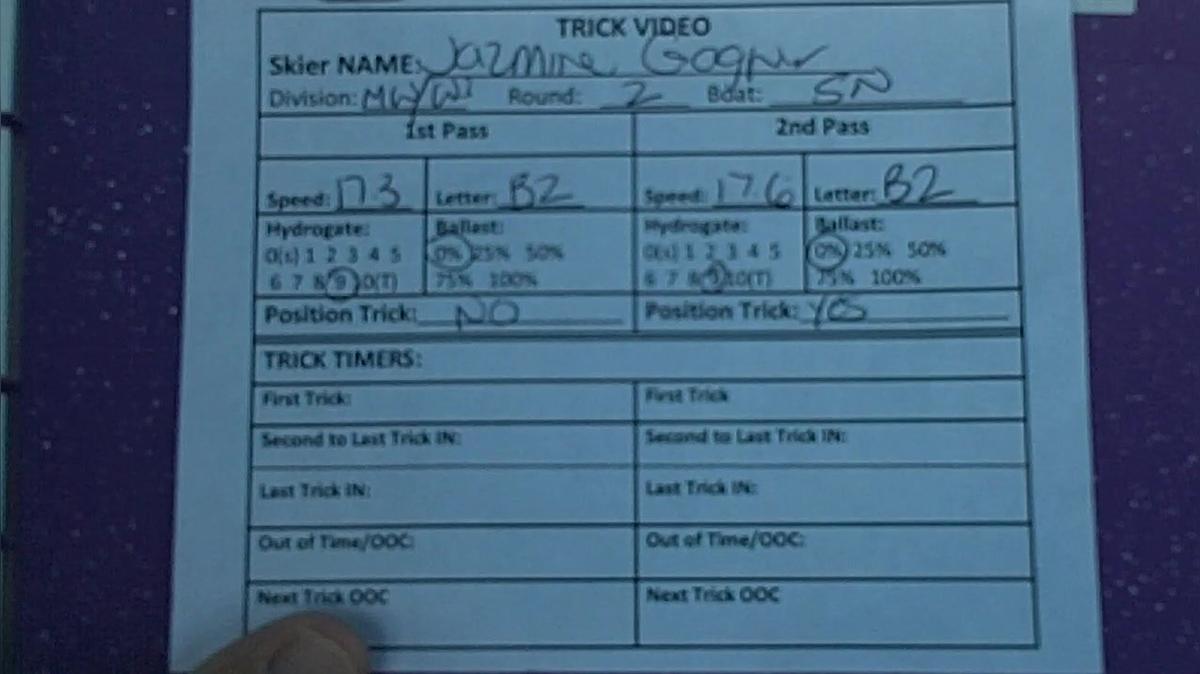 TRICK VIDEO
Skier NAME: Jazmine Gagner
Division: Round: 2 Boat: SN
1st Pass 2nd Pass
Speed: 17.3 Letter: B2 Speed: 17.6 Letter: B2
Hydrogate: Ballast: Hydrogate: Ballast:
0(s) 1 2 3 4 5 0% 25% 50% 0(s) 1 2 3 4 5 0% 25% 50%
6 7 8 9 10(T) 75% 100% 6 7 8 9 10(T) 75% 100%
Position Trick: NO Position Trick: YES
TRICK TIMERS:
First Trick: First Trick
Second to Last Trick IN: Second to Last Trick IN:
Last Trick IN: Last Trick IN:
Out of Time/OOC: Out of Time/OOC:
Next Trick OOC Next Trick OOC